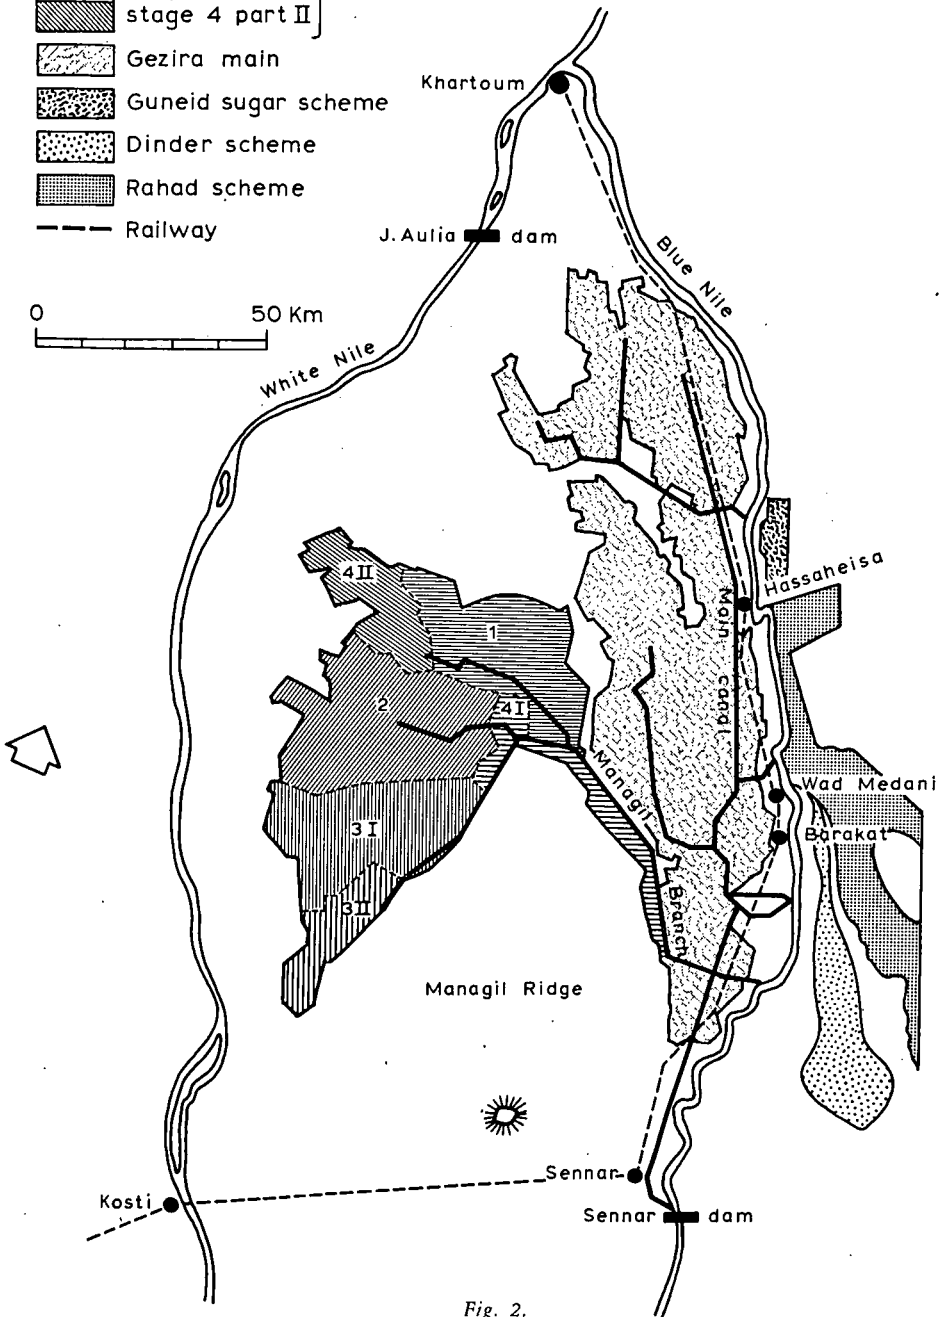 stage 4 part II
Gezira main
Guneid sugar scheme
Dinder scheme
Rahad scheme
Railway
0 50 Km
Khartoum
J. Aulia dam
Blue Nile
White Nile
Hassaheisa
4II
1
Main canal
2
4I
Managil Branch
Wad Medani
3I
Barakat
3II
Managil Ridge
Sennar
Kosti
Sennar dam
Fig. 2.